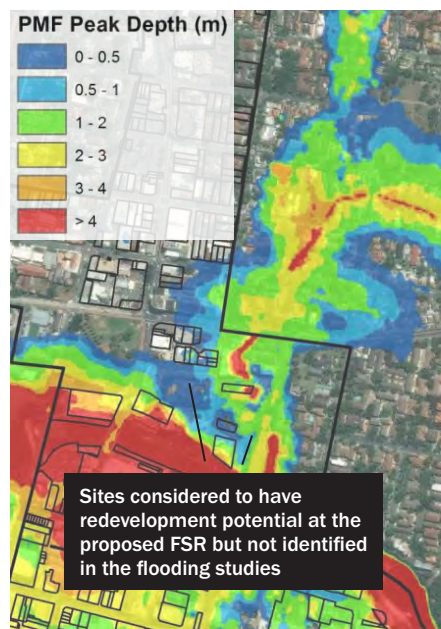 PMF Peak Depth (m)
0 - 0.5
0.5 - 1
1 - 2
2 - 3
3 - 4
>4
Sites considered to have
redevelopment potential at the
proposed FSR but not identified
in the flooding studies